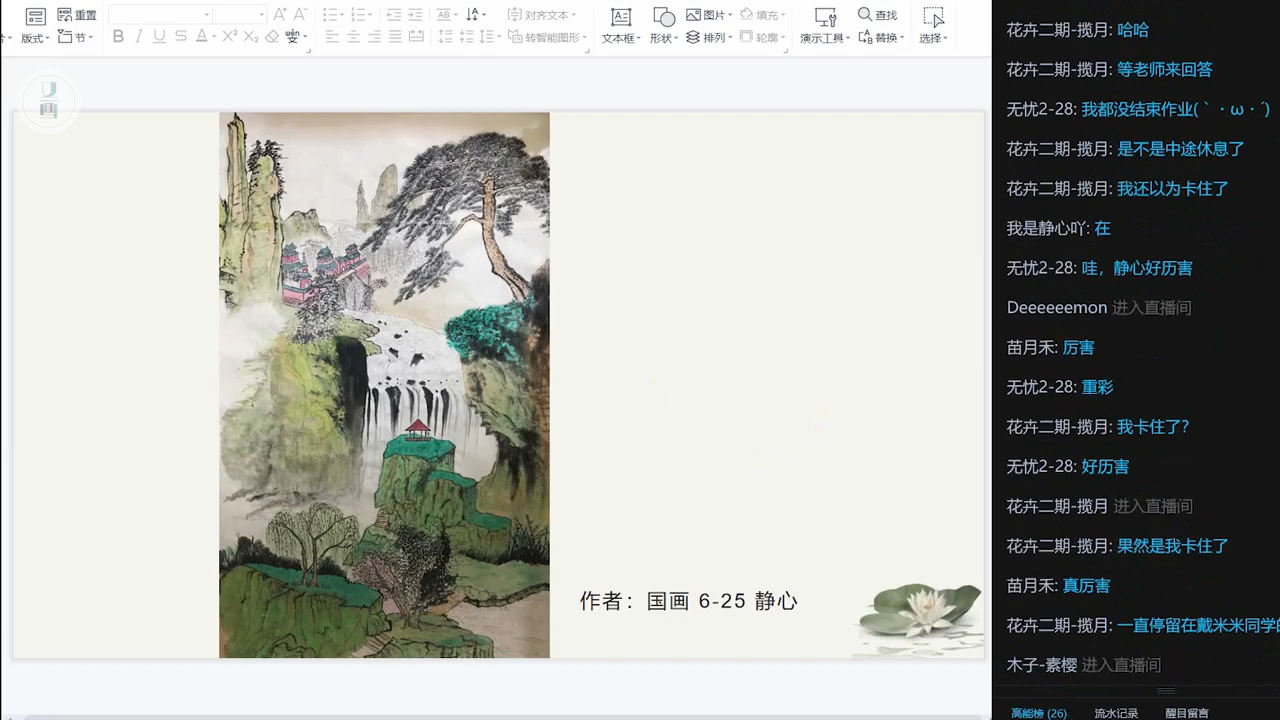 重置
版式
节
B I U S A X² X₂
A⁺ A⁻
AB
对齐文本
转智能图形
文本框
形状
图片
排列
填充
轮廓
演示工具
查找
替换
选择
作者：国画 6-25 静心
花卉二期-揽月: 哈哈
花卉二期-揽月: 等老师来回答
无忧2-28: 我都没结束作业(｀・ω・´)
花卉二期-揽月: 是不是中途休息了
花卉二期-揽月: 我还以为卡住了
我是静心吖: 在
无忧2-28: 哇，静心好厉害
Deeeeeemon 进入直播间
苗月禾: 厉害
无忧2-28: 重彩
花卉二期-揽月: 我卡住了?
无忧2-28: 好厉害
花卉二期-揽月 进入直播间
花卉二期-揽月: 果然是我卡住了
苗月禾: 真厉害
花卉二期-揽月: 一直停留在戴米米同学的
木子-素樱 进入直播间
高能榜 (26) 流水记录 醒目留言